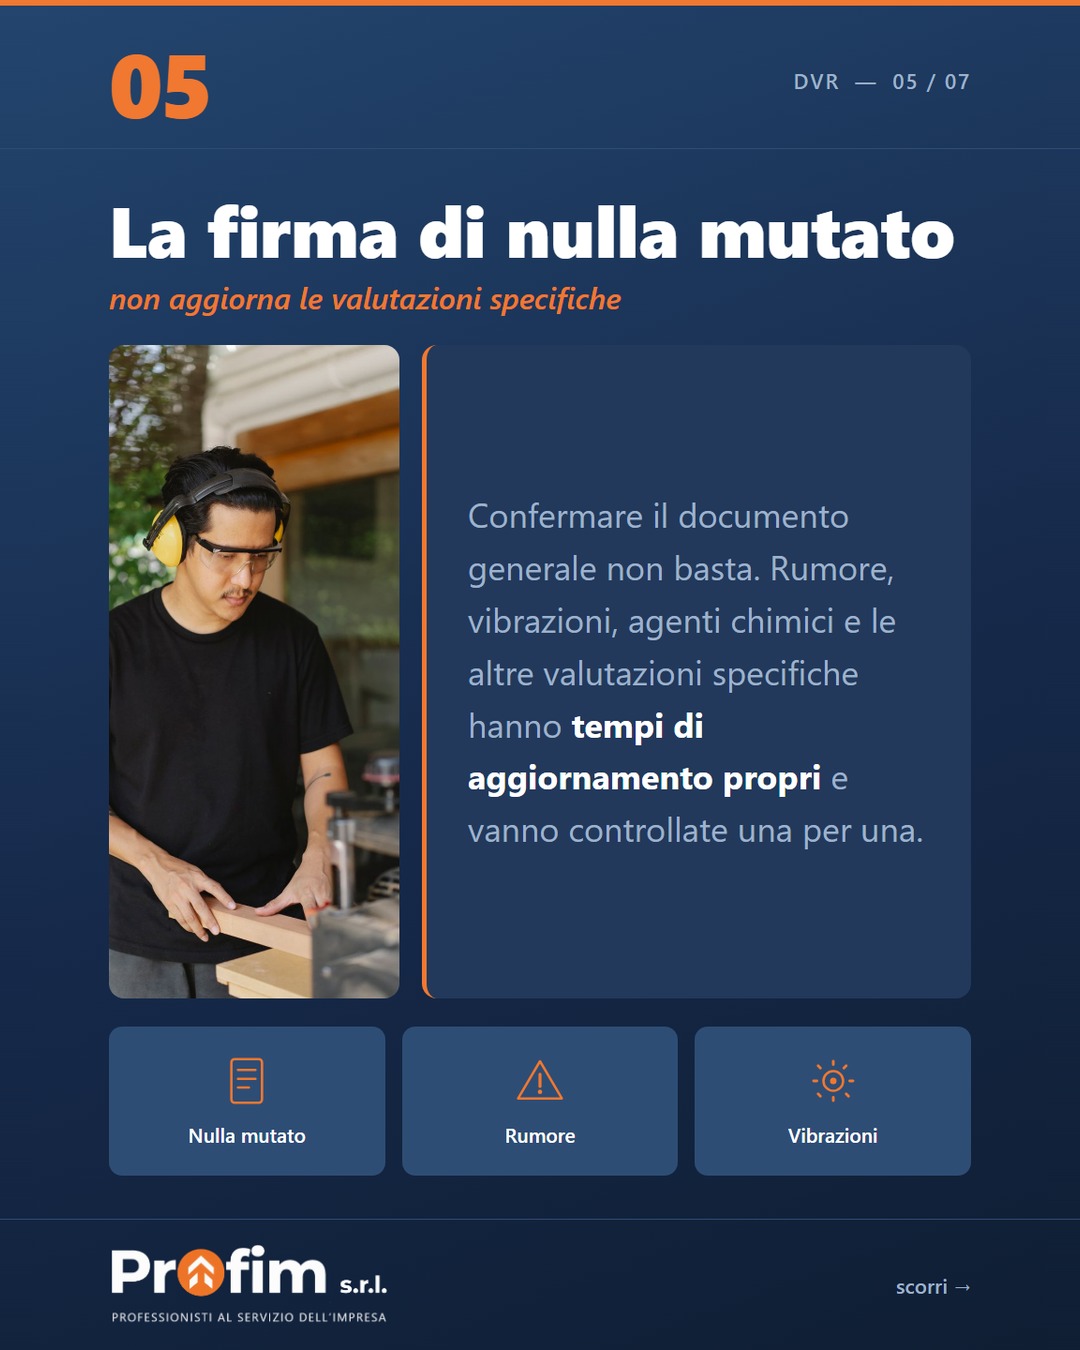 05
DVR — 05 / 07
La firma di nulla mutato
non aggiorna le valutazioni specifiche
Confermare il documento
generale non basta. Rumore,
vibrazioni, agenti chimici e le
altre valutazioni specifiche
hanno tempi di
aggiornamento propri e
vanno controllate una per una.
Nulla mutato
Rumore
Vibrazioni
Profim s.r.l.
PROFESSIONISTI AL SERVIZIO DELL'IMPRESA
scorri →